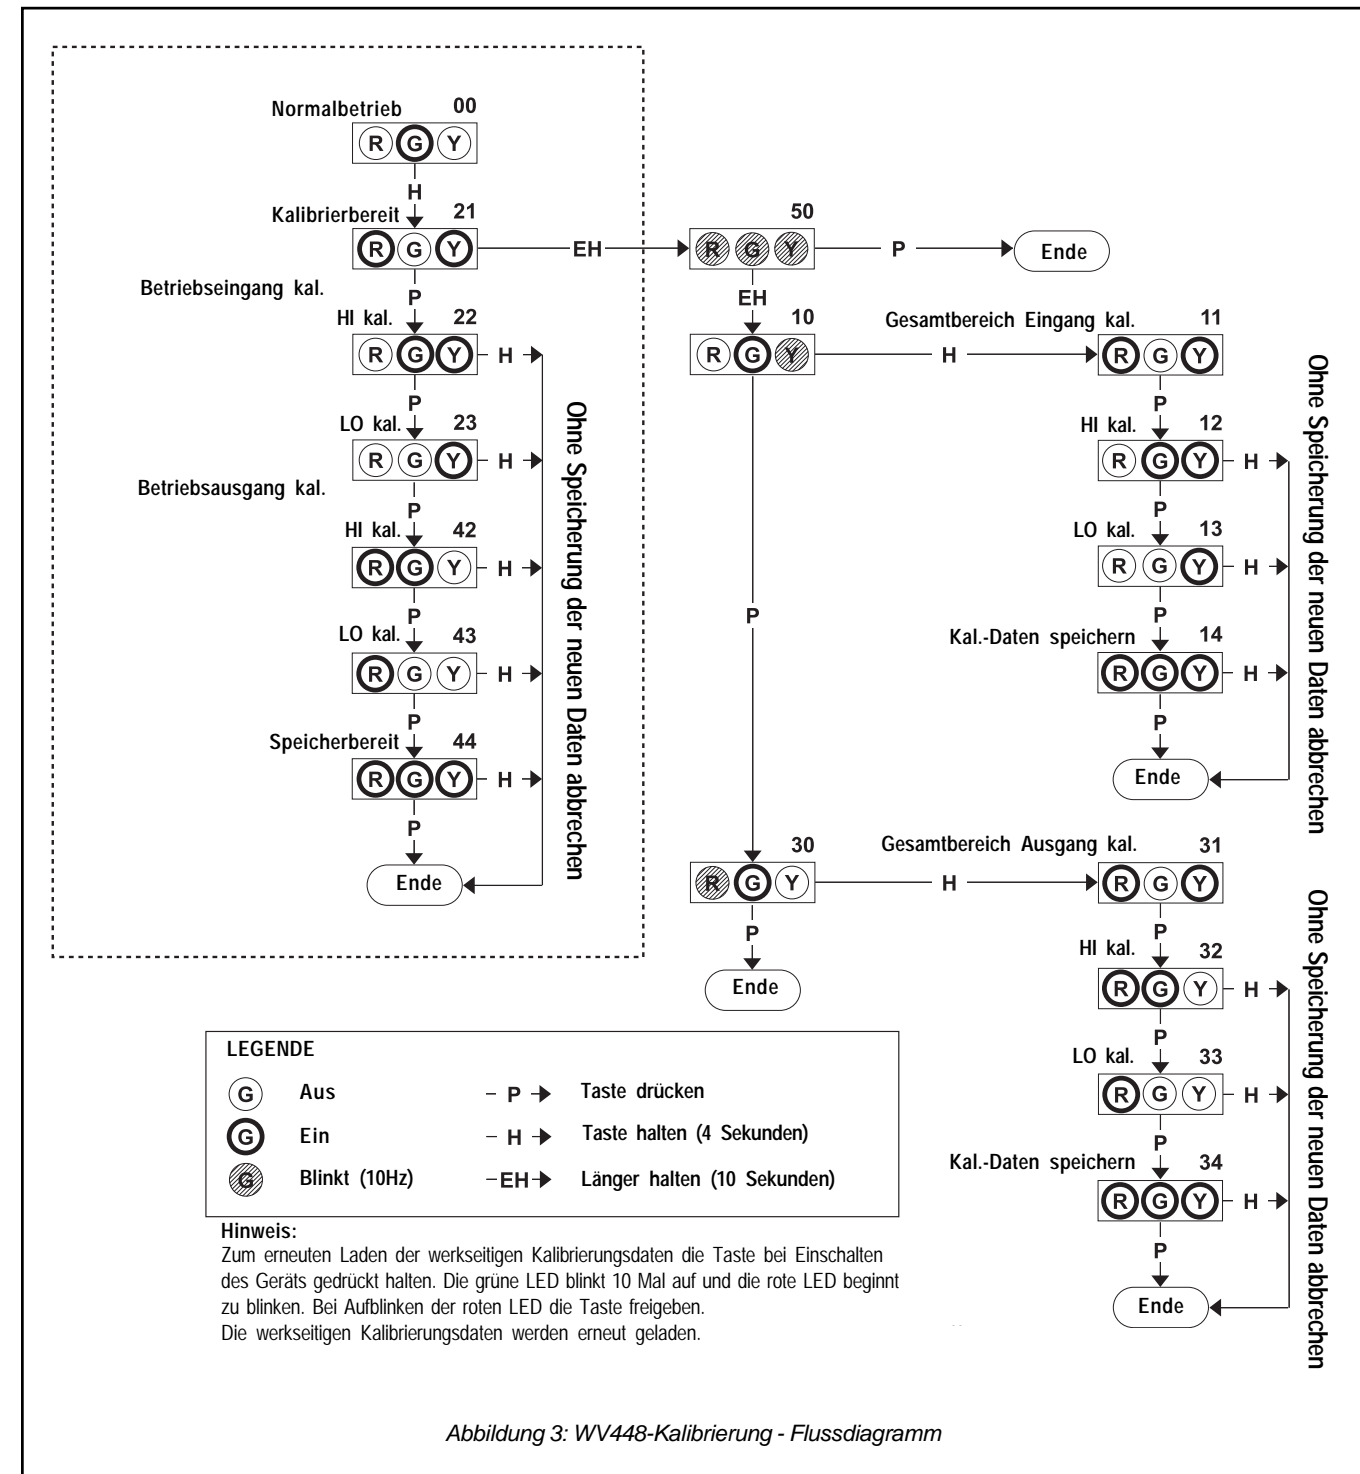 Normalbetrieb 00
R G Y
H
Kalibrierbereit 21
R G Y
EH
50
R G Y
P
Ende
Betriebseingang kal.
P
HI kal. 22
R G Y
H
P
LO kal. 23
R G Y
H
Betriebsausgang kal.
P
HI kal. 42
R G Y
H
P
LO kal. 43
R G Y
H
P
Speicherbereit 44
R G Y
H
P
Ende
Ohne Speicherung der neuen Daten abbrechen
EH
10
R G Y
H
Gesamtbereich Eingang kal. 11
R G Y
P
HI kal. 12
R G Y
H
P
LO kal. 13
R G Y
H
P
Kal.-Daten speichern 14
R G Y
H
P
Ende
Ohne Speicherung der neuen Daten abbrechen
P
30
R G Y
P
Ende
H
Gesamtbereich Ausgang kal. 31
R G Y
P
HI kal. 32
R G Y
H
P
LO kal. 33
R G Y
H
P
Kal.-Daten speichern 34
R G Y
H
P
Ende
Ohne Speicherung der neuen Daten abbrechen
LEGENDE
G Aus P Taste drücken
G Ein H Taste halten (4 Sekunden)
G Blinkt (10Hz) EH Länger halten (10 Sekunden)
Hinweis:
Zum erneuten Laden der werkseitigen Kalibrierungsdaten die Taste bei Einschalten
des Geräts gedrückt halten. Die grüne LED blinkt 10 Mal auf und die rote LED beginnt
zu blinken. Bei Aufblinken der roten LED die Taste freigeben.
Die werkseitigen Kalibrierungsdaten werden erneut geladen.
Abbildung 3: WV448-Kalibrierung - Flussdiagramm